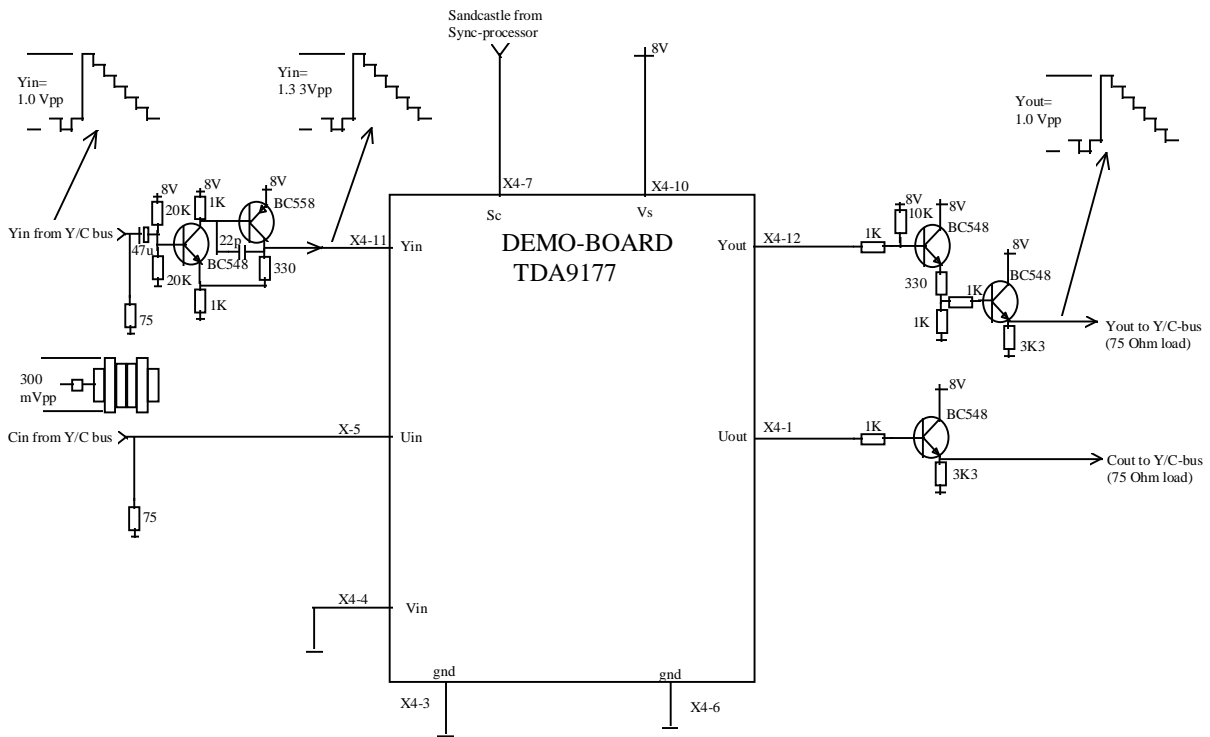 Sandcastle from
Sync-processor
8V
Yin=
1.0 Vpp
Yin=
1.3 3Vpp
Yout=
1.0 Vpp
X4-7
X4-10
Sc
Vs
DEMO-BOARD
TDA9177
8V
20K
8V
1K
8V
BC558
Yin from Y/C bus
47u
22p
BC548
20K
330
1K
75
X4-11
Yin
Yout
X4-12
1K
8V
10K
8V
BC548
330
8V
1K
BC548
1K
3K3
Yout to Y/C-bus
(75 Ohm load)
300
mVpp
Cin from Y/C bus
X-5
Uin
75
Uout
X4-1
1K
8V
BC548
3K3
Cout to Y/C-bus
(75 Ohm load)
X4-4
Vin
gnd
gnd
X4-3
X4-6